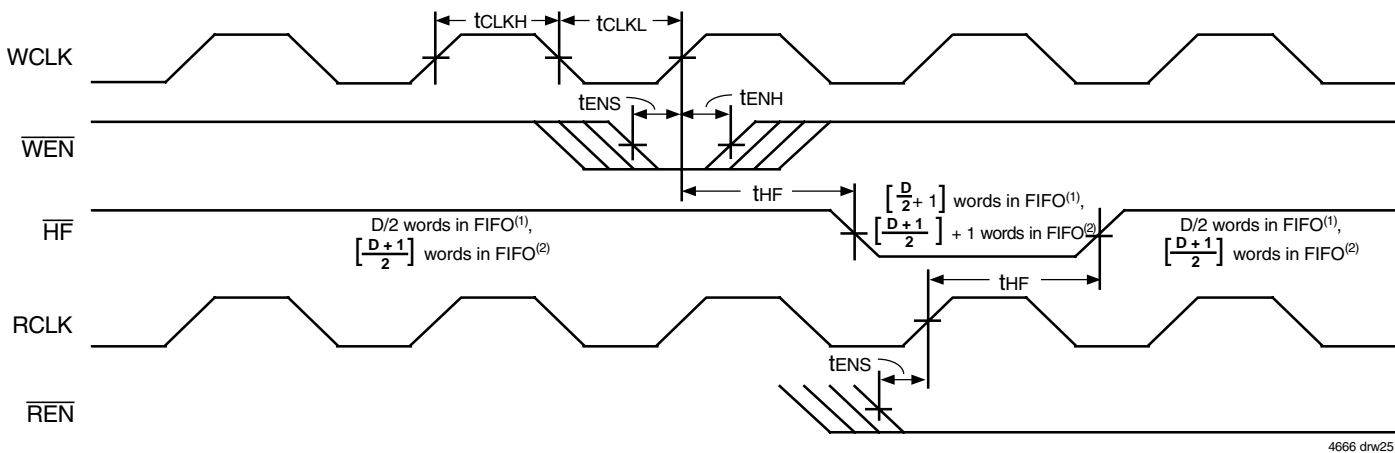 tCLKH
tCLKL
WCLK
tENS
tENH
WEN
tHF
[D/2 + 1] words in FIFO(1),
[D + 1/2] + 1 words in FIFO(2)
HF
D/2 words in FIFO(1),
[D + 1/2] words in FIFO(2)
D/2 words in FIFO(1),
[D + 1/2] words in FIFO(2)
tHF
RCLK
tENS
REN
4666 drw25